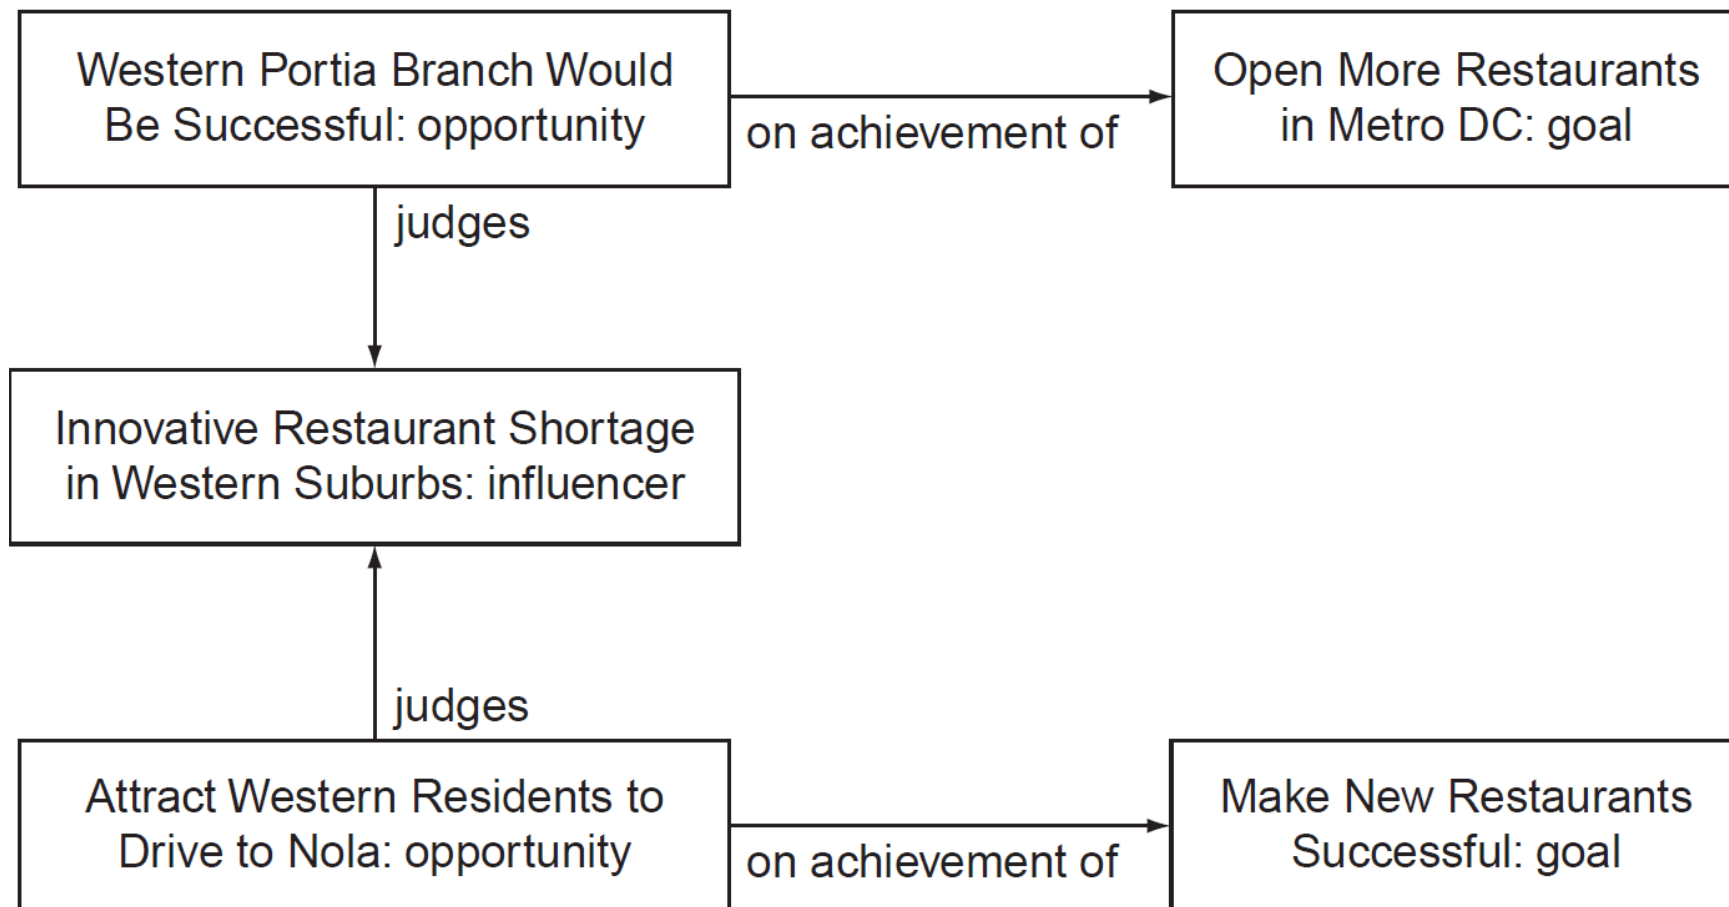 Western Portia Branch Would
Be Successful: opportunity
on achievement of
Open More Restaurants
in Metro DC: goal
judges
Innovative Restaurant Shortage
in Western Suburbs: influencer
judges
Attract Western Residents to
Drive to Nola: opportunity
on achievement of
Make New Restaurants
Successful: goal